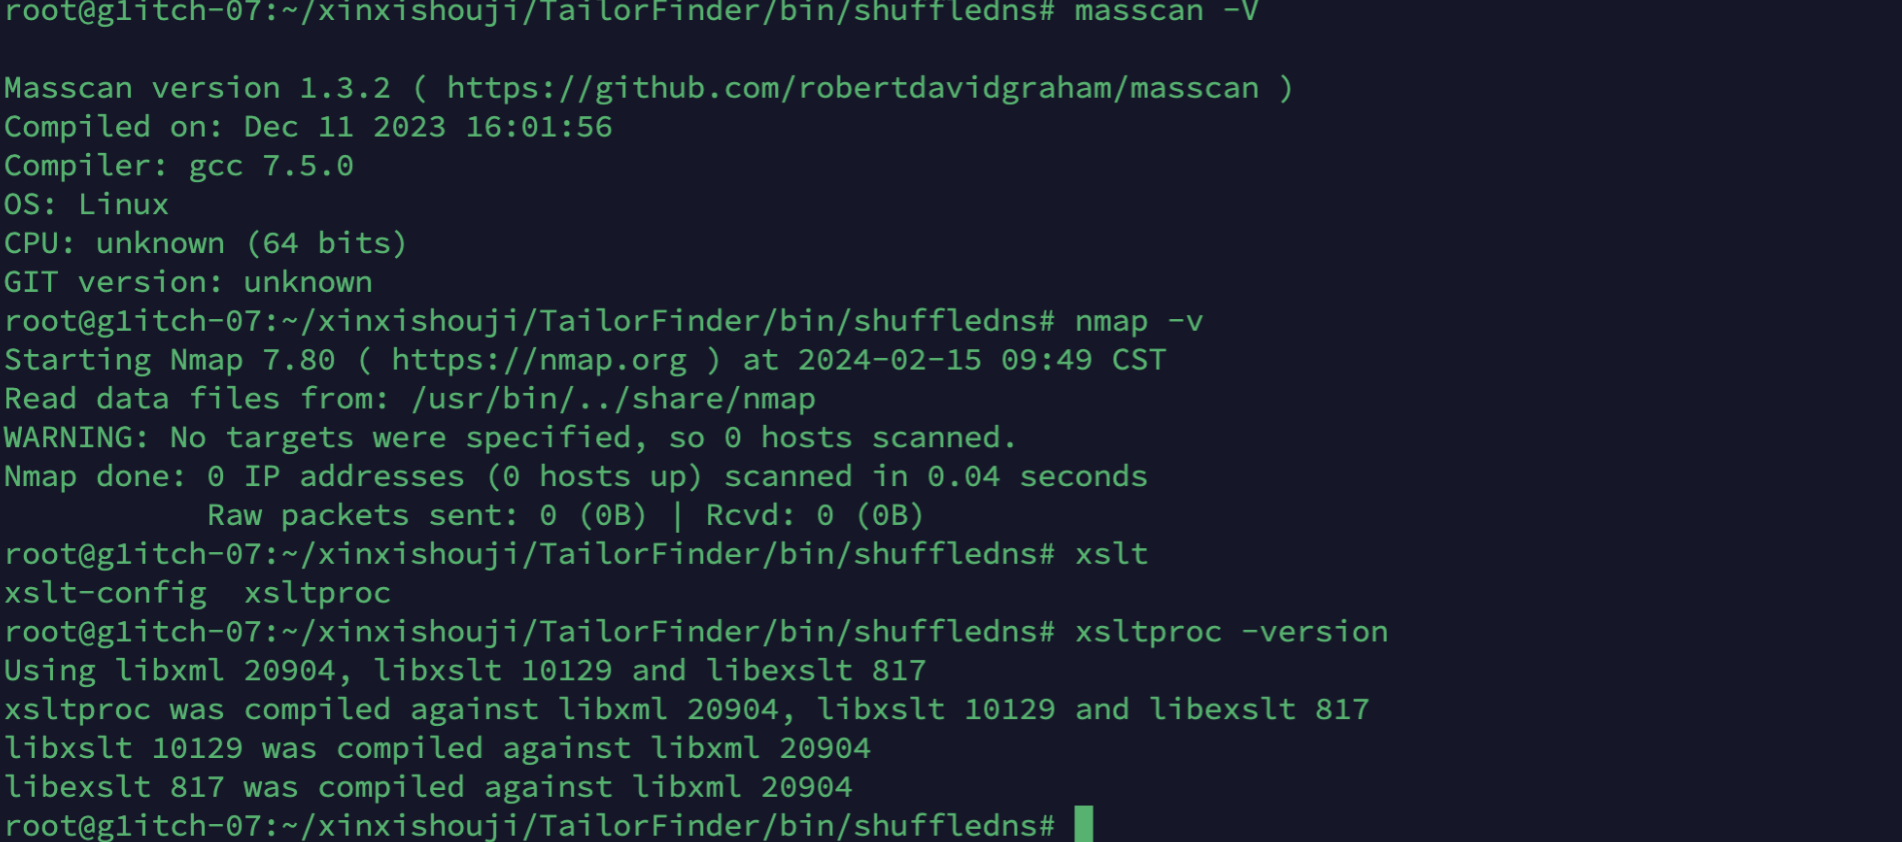 root@g1itch-07:~/xinxishouji/TailorFinder/bin/shuffledns# masscan -V
Masscan version 1.3.2 ( https://github.com/robertdavidgraham/masscan )
Compiled on: Dec 11 2023 16:01:56
Compiler: gcc 7.5.0
OS: Linux
CPU: unknown (64 bits)
GIT version: unknown
root@g1itch-07:~/xinxishouji/TailorFinder/bin/shuffledns# nmap -v
Starting Nmap 7.80 ( https://nmap.org ) at 2024-02-15 09:49 CST
Read data files from: /usr/bin/../share/nmap
WARNING: No targets were specified, so 0 hosts scanned.
Nmap done: 0 IP addresses (0 hosts up) scanned in 0.04 seconds
           Raw packets sent: 0 (0B) | Rcvd: 0 (0B)
root@g1itch-07:~/xinxishouji/TailorFinder/bin/shuffledns# xslt
xslt-config  xsltproc
root@g1itch-07:~/xinxishouji/TailorFinder/bin/shuffledns# xsltproc -version
Using libxml 20904, libxslt 10129 and libexslt 817
xsltproc was compiled against libxml 20904, libxslt 10129 and libexslt 817
libxslt 10129 was compiled against libxml 20904
libexslt 817 was compiled against libxml 20904
root@g1itch-07:~/xinxishouji/TailorFinder/bin/shuffledns#